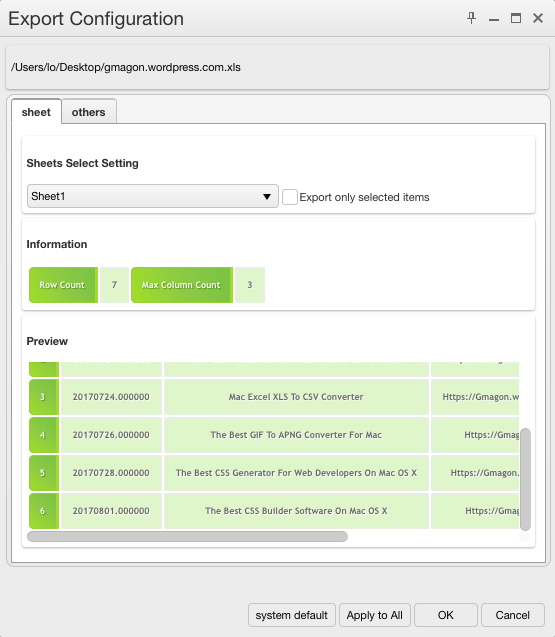 Export Configuration
/Users/lo/Desktop/gmagon.wordpress.com.xls
sheet others
Sheets Select Setting
Sheet1 Export only selected items
Information
Row Count 7 Max Column Count 3
Preview
3 20170724.000000 Mac Excel XLS To CSV Converter Https://Gmagon.w
4 20170726.000000 The Best GIF To APNG Converter For Mac Https://Gmag
5 20170728.000000 The Best CSS Generator For Web Developers On Mac OS X Https://Gmagon.
6 20170801.000000 The Best CSS Builder Software On Mac OS X Https://Gmag
system default Apply to All OK Cancel